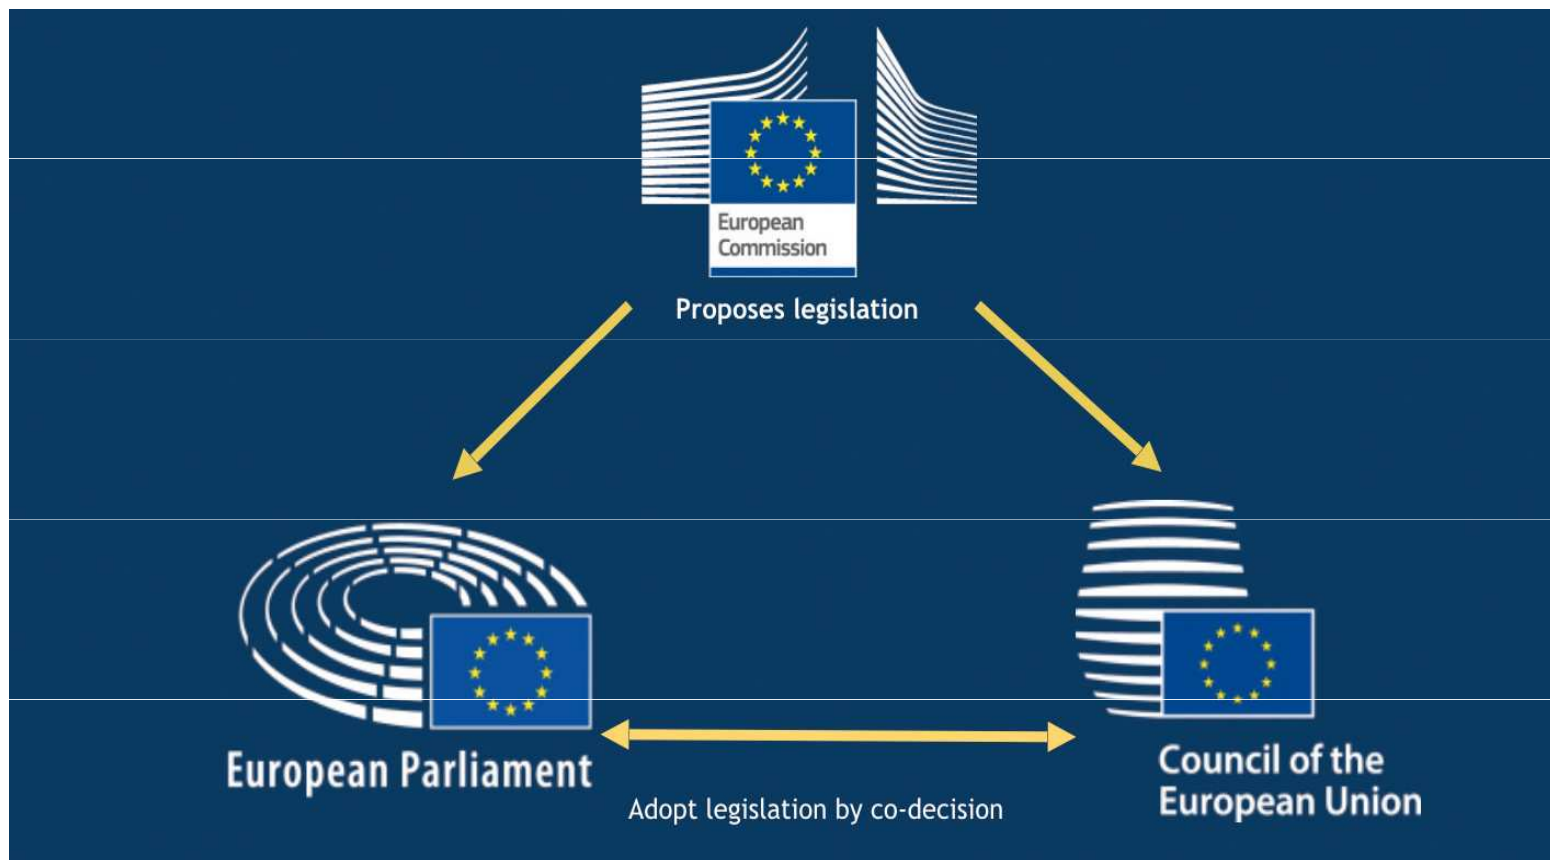 European
Commission
Proposes legislation
European Parliament
Council of the
European Union
Adopt legislation by co-decision